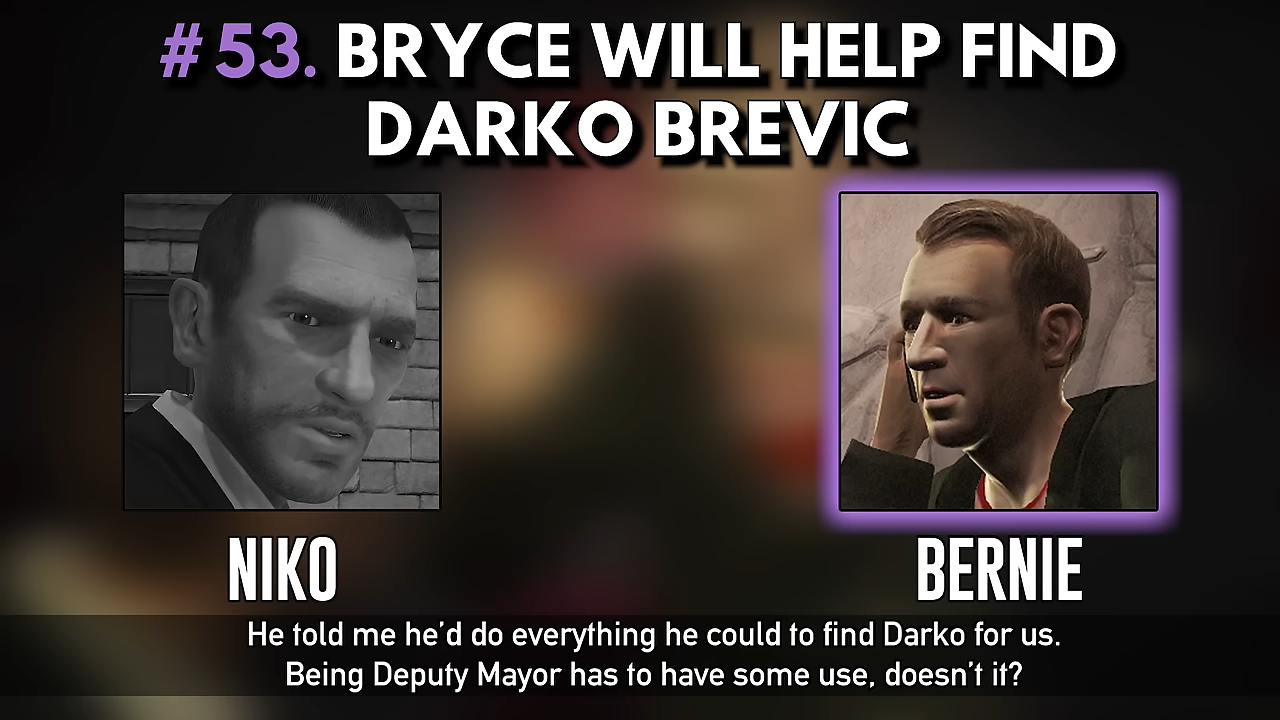 #53. BRYCE WILL HELP FIND
DARKO BREVIC
NIKO
BERNIE
He told me he'd do everything he could to find Darko for us.
Being Deputy Mayor has to have some use, doesn't it?